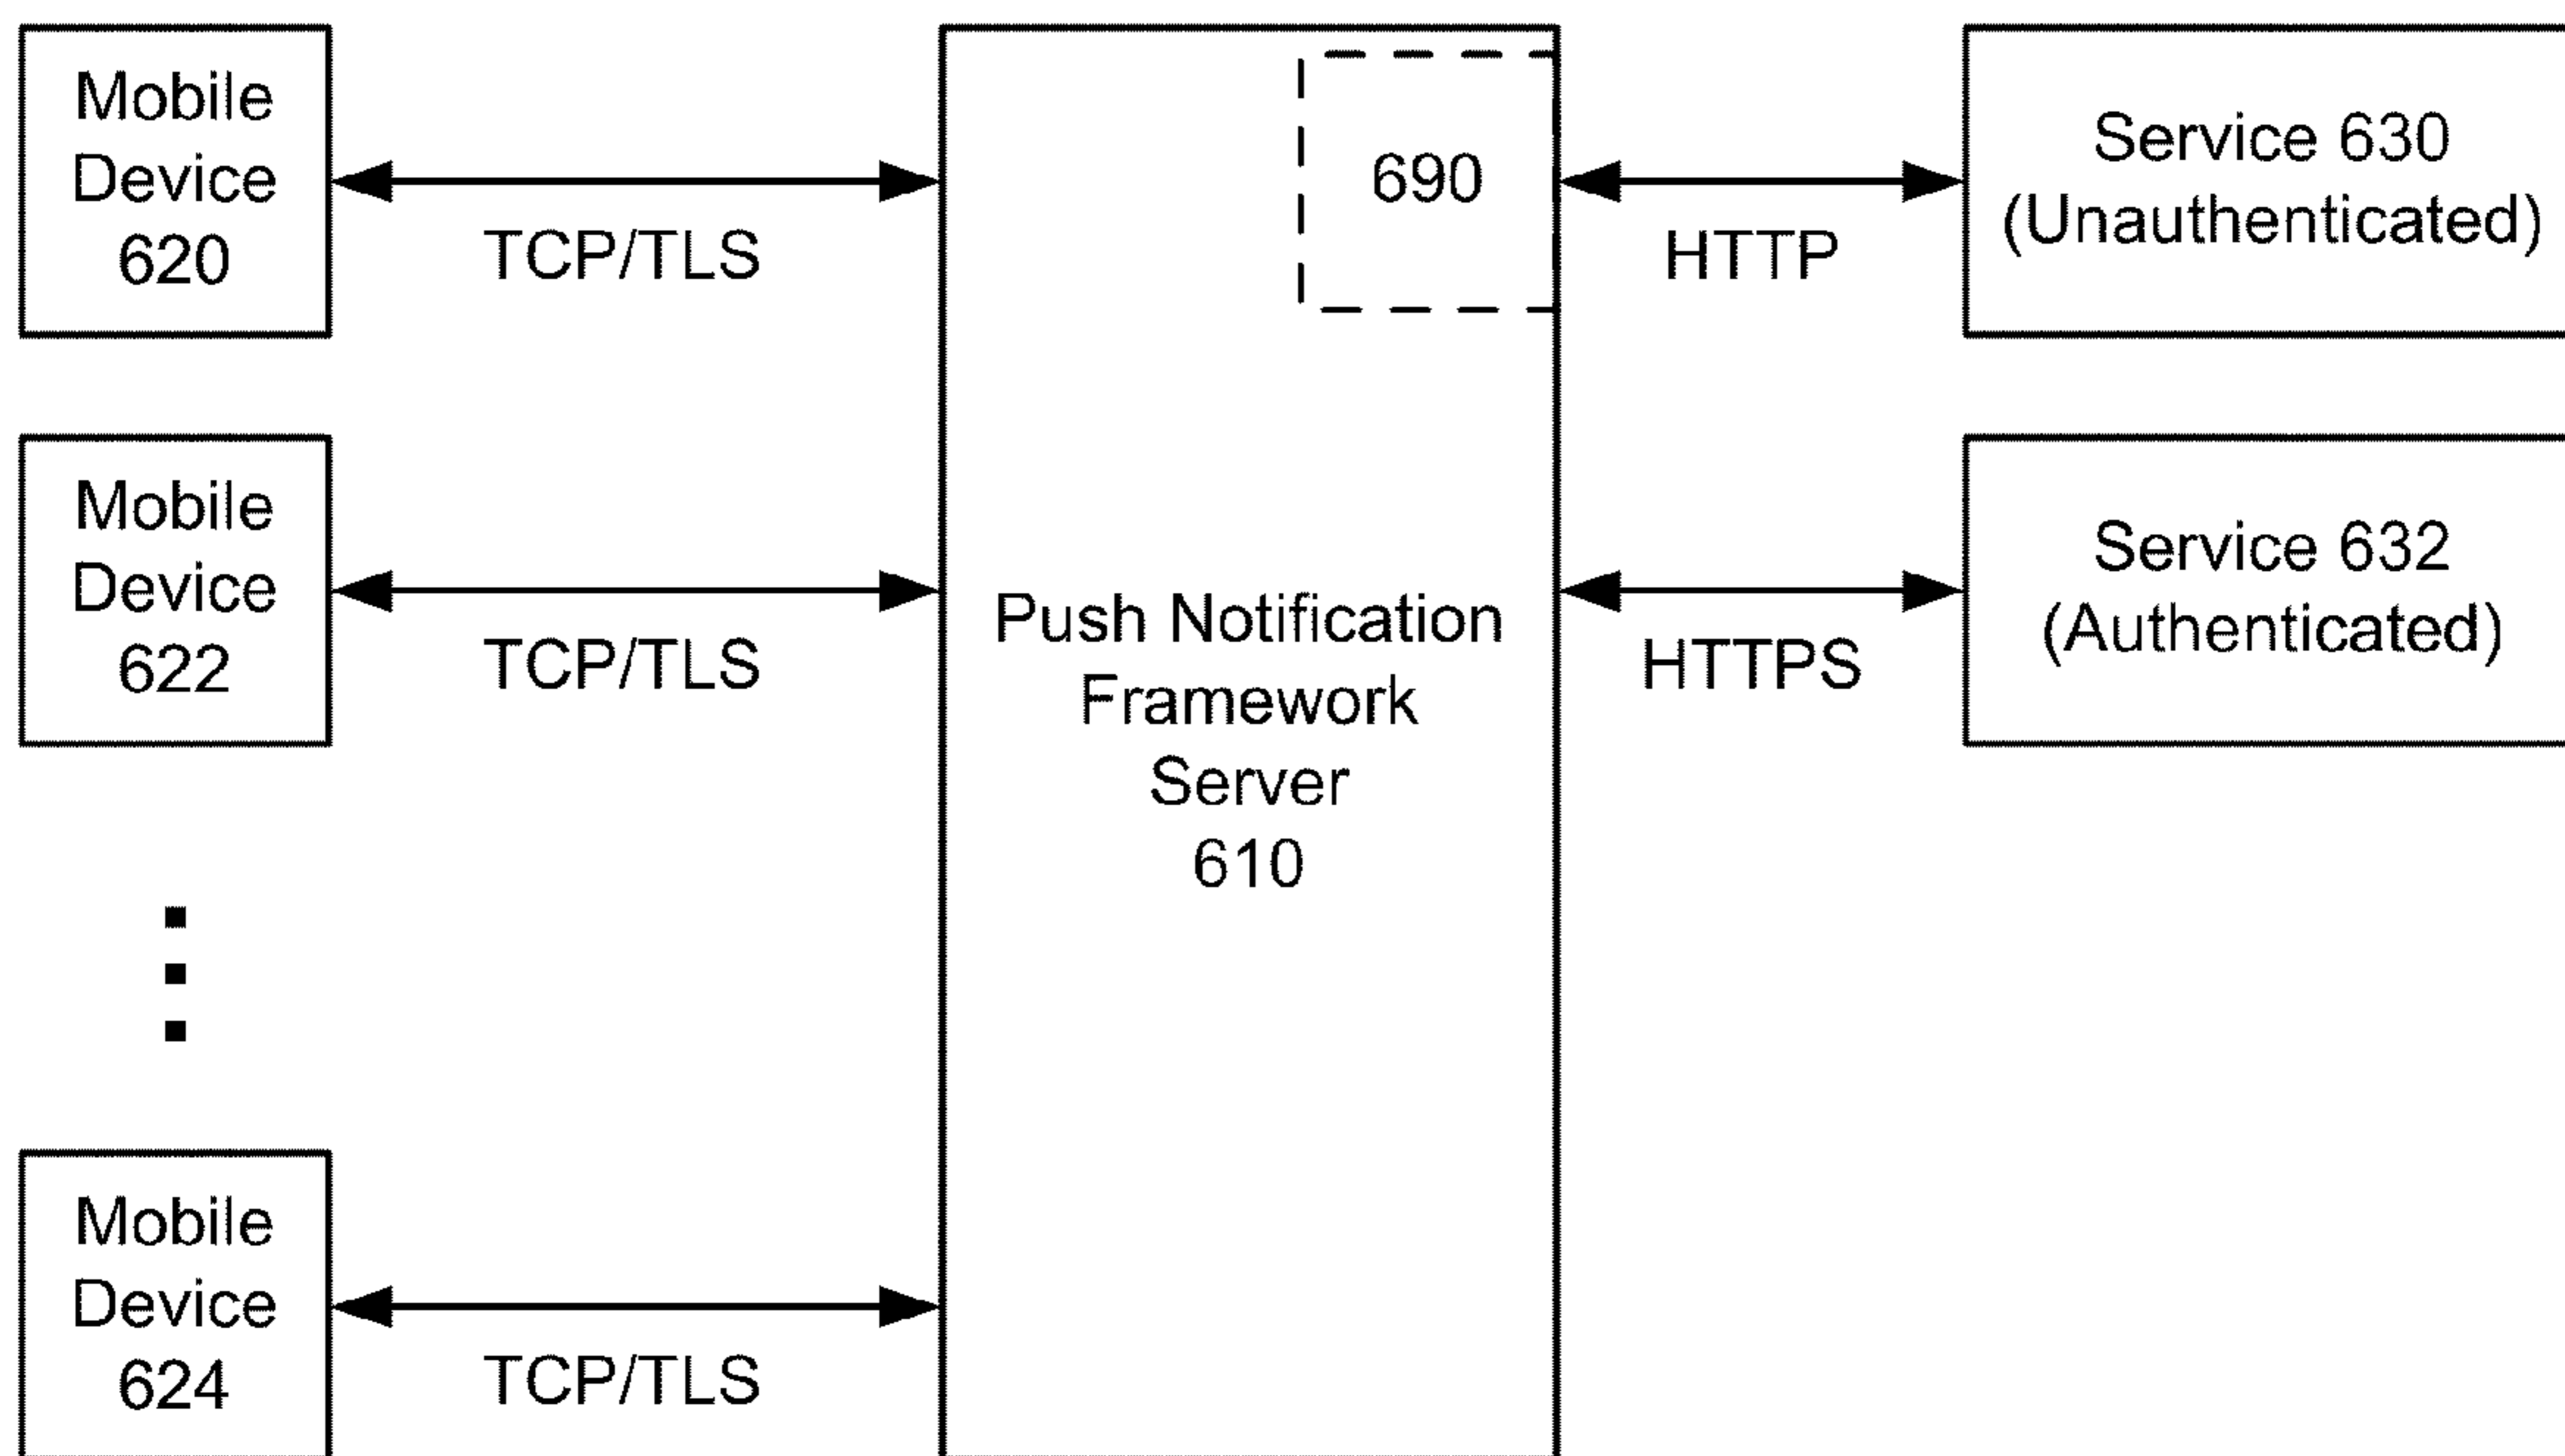 Mobile
Device
620
TCP/TLS
690
HTTP
Service 630
(Unauthenticated)
Mobile
Device
622
TCP/TLS
Push Notification
Framework
Server
610
HTTPS
Service 632
(Authenticated)
Mobile
Device
624
TCP/TLS